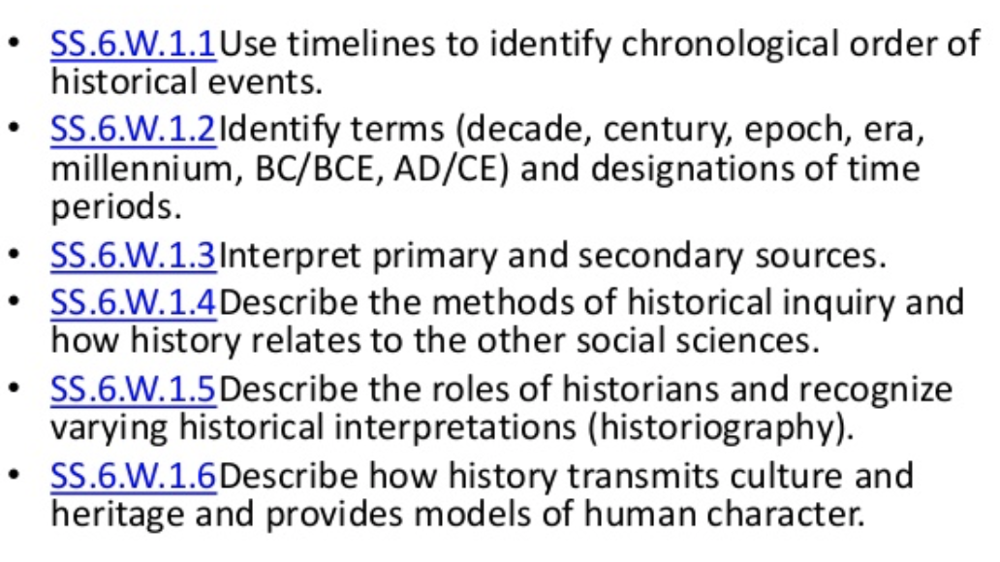 • SS.6.W.1.1Use timelines to identify chronological order of
historical events.
• SS.6.W.1.2Identify terms (decade, century, epoch, era,
millennium, BC/BCE, AD/CE) and designations of time
periods.
• SS.6.W.1.3Interpret primary and secondary sources.
• SS.6.W.1.4Describe the methods of historical inquiry and
how history relates to the other social sciences.
• SS.6.W.1.5Describe the roles of historians and recognize
varying historical interpretations (historiography).
• SS.6.W.1.6Describe how history transmits culture and
heritage and provides models of human character.